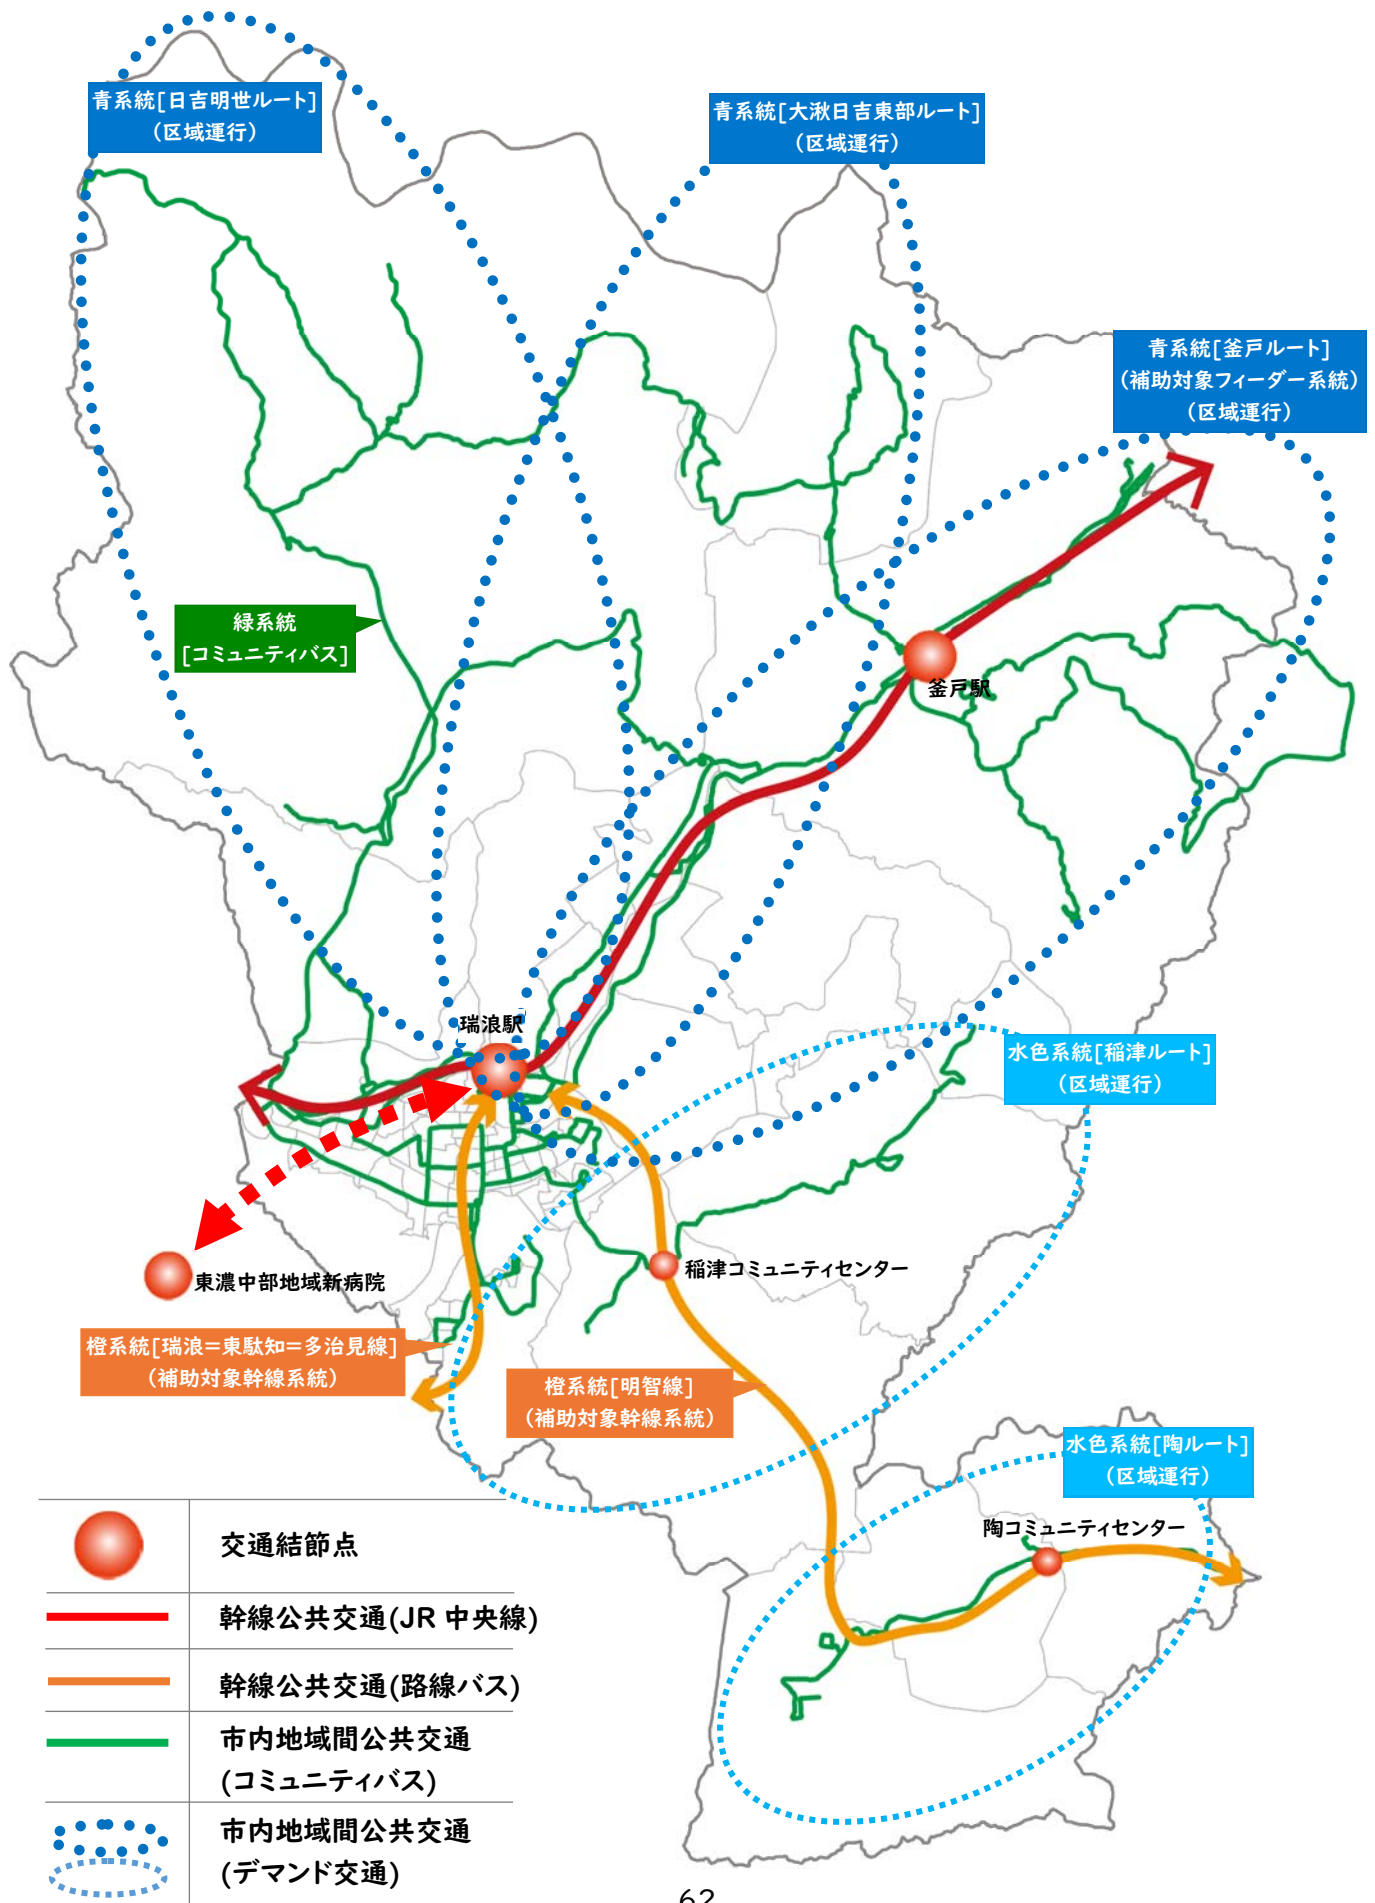 青系統[日吉明世ルート]
(区域運行)
青系統[大湫日吉東部ルート]
(区域運行)
青系統[釜戸ルート]
(補助対象フィーダー系統)
(区域運行)
緑系統
[コミュニティバス]
釜戸駅
瑞浪駅
水色系統[稲津ルート]
(区域運行)
稲津コミュニティセンター
東濃中部地域新病院
橙系統[瑞浪=東駄知=多治見線]
(補助対象幹線系統)
橙系統[明智線]
(補助対象幹線系統)
水色系統[陶ルート]
(区域運行)
陶コミュニティセンター
交通結節点
幹線公共交通(JR 中央線)
幹線公共交通(路線バス)
市内地域間公共交通
(コミュニティバス)
市内地域間公共交通
(デマンド交通)
62